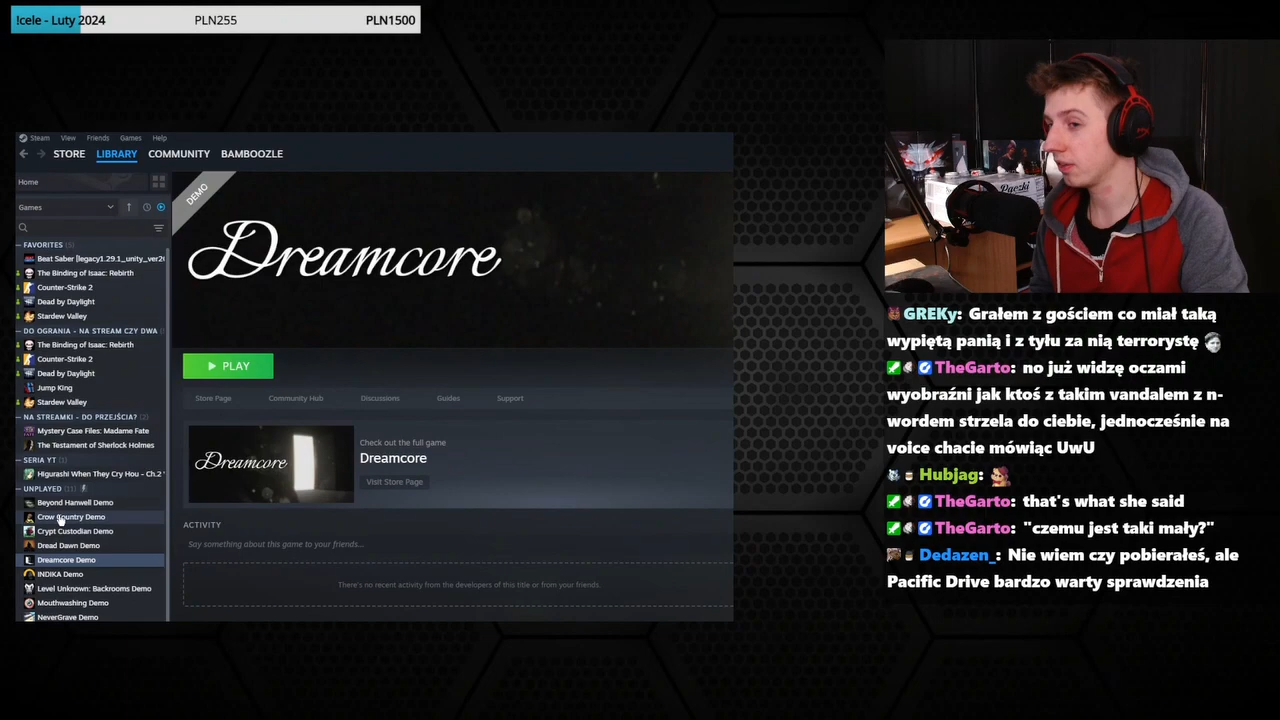 !cele - Luty 2024 PLN255 PLN1500
Steam View Friends Games Help
STORE LIBRARY COMMUNITY BAMBOOZLE
Home
Games
FAVORITES (5)
Beat Saber [legacy1.29.1_unity_ver20
The Binding of Isaac: Rebirth
Counter-Strike 2
Dead by Daylight
Stardew Valley
DO OGRANIA - NA STREAM CZY DWA
The Binding of Isaac: Rebirth
Counter-Strike 2
Dead by Daylight
Jump King
Stardew Valley
NA STREAMKI - DO PRZEJŚCIA? (2)
Mystery Case Files: Madame Fate
The Testament of Sherlock Holmes
SERIA YT (1)
Higurashi When They Cry Hou - Ch.2
UNPLAYED (11)
Beyond Hanwell Demo
Crow Country Demo
Crypt Custodian Demo
Dread Dawn Demo
Dreamcore Demo
INDIKA Demo
Level Unknown: Backrooms Demo
Mouthwashing Demo
NeverGrave Demo
DEMO
Dreamcore
PLAY
Store Page Community Hub Discussions Guides Support
Dreamcore
Check out the full game
Dreamcore
Visit Store Page
ACTIVITY
Say something about this game to your friends...
There's no recent activity from the developers of this title or from your friends.
Pączki
GREKy: Grałem z gościem co miał taką
wypiętą panią i z tyłu za nią terrorystę
TheGarto: no już widzę oczami
wyobraźni jak ktoś z takim vandalem z n-
wordem strzela do ciebie, jednocześnie na
voice chacie mówiąc UwU
Hubjag:
TheGarto: that's what she said
TheGarto: "czemu jest taki mały?"
Dedazen_: Nie wiem czy pobierałeś, ale
Pacific Drive bardzo warty sprawdzenia